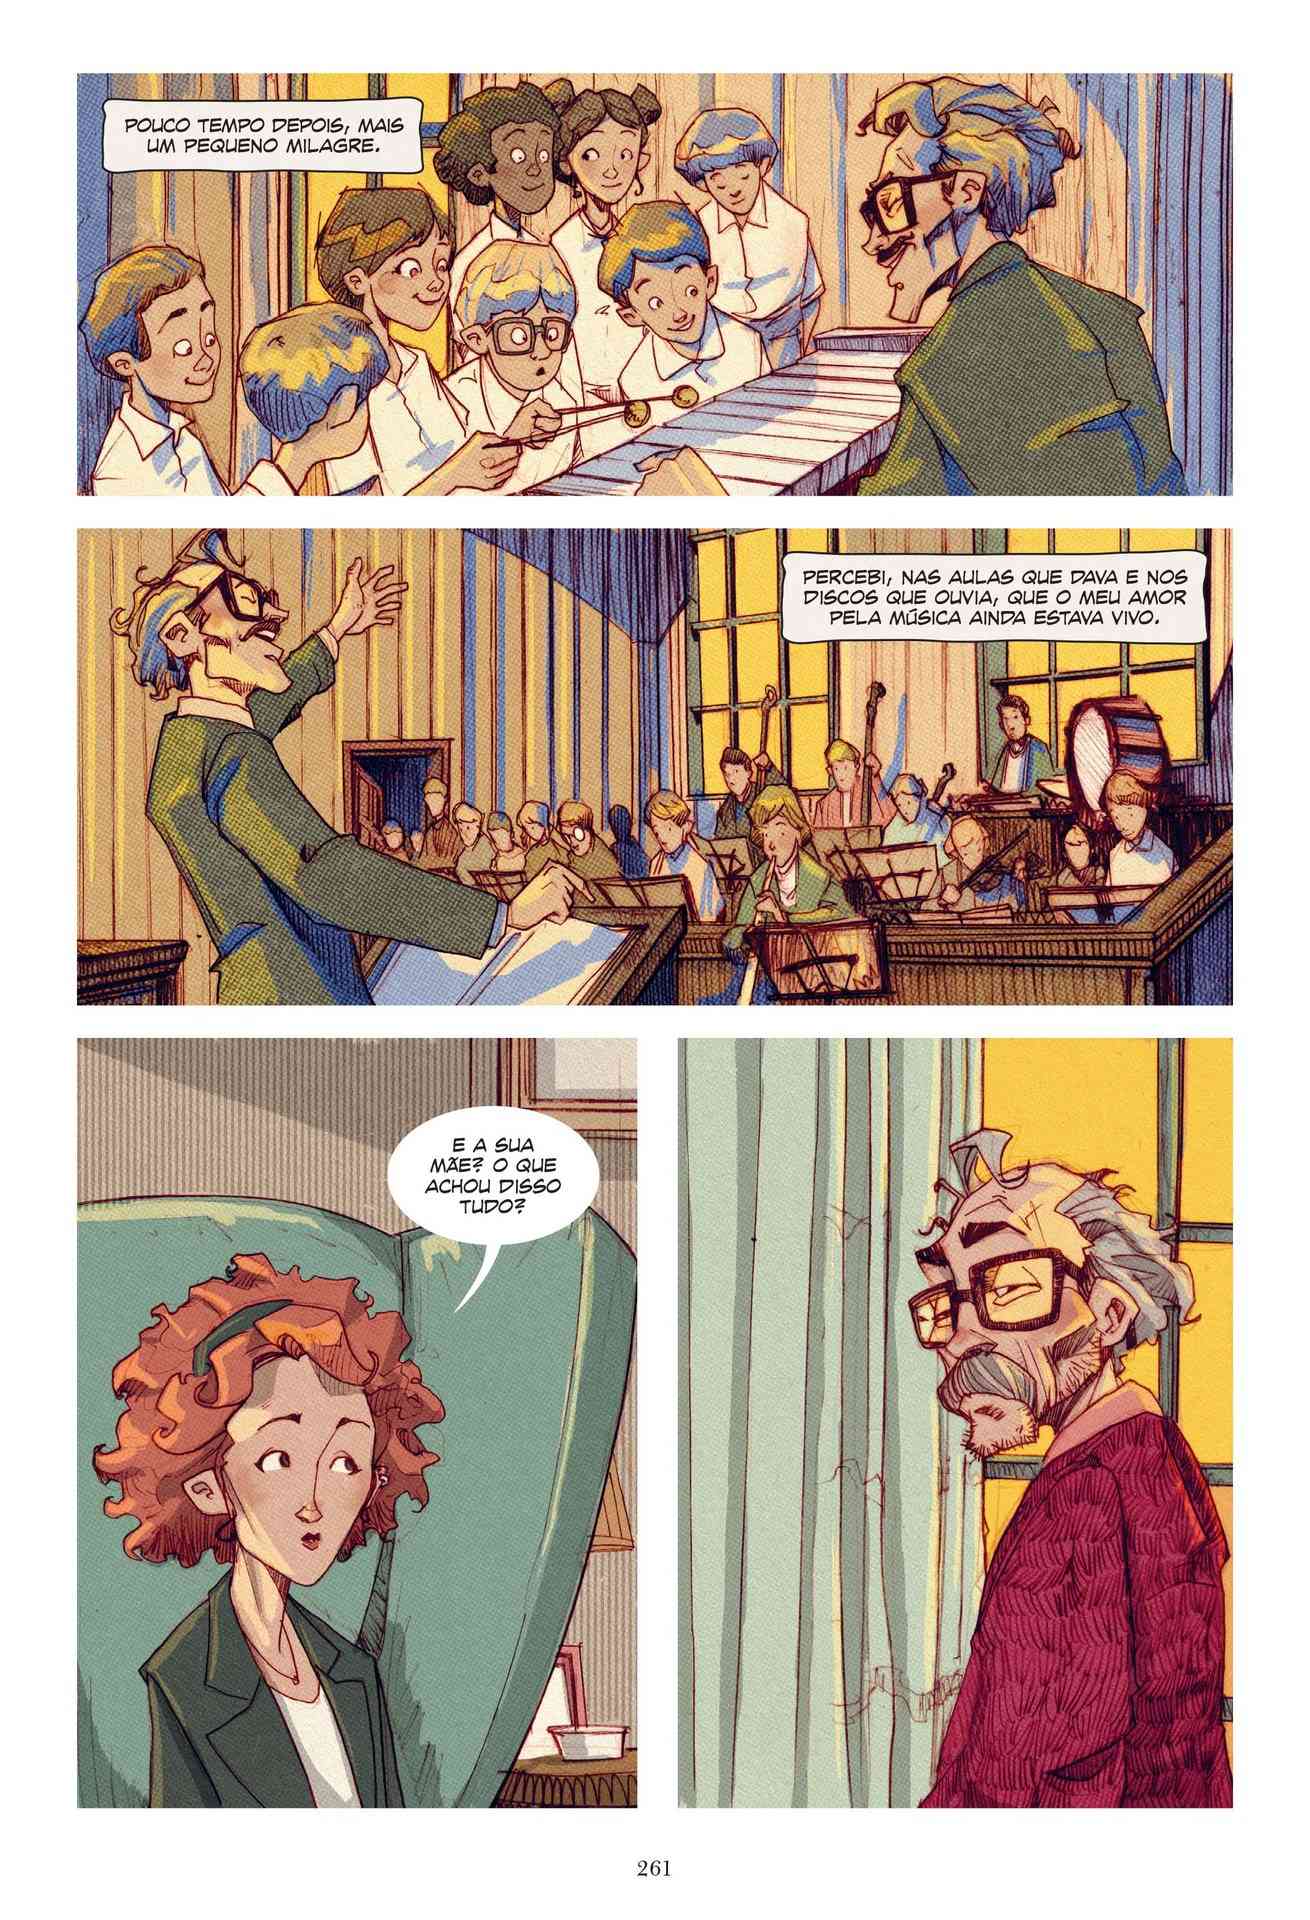 POUCO TEMPO DEPOIS, MAIS
UM PEQUENO MILAGRE.
PERCEBI, NAS AULAS QUE DAVA E NOS
DISCOS QUE OUVIA, QUE O MEU AMOR
PELA MÚSICA AINDA ESTAVA VIVO.
E A SUA
MÃE? O QUE
ACHOU DISSO
TUDO?
261